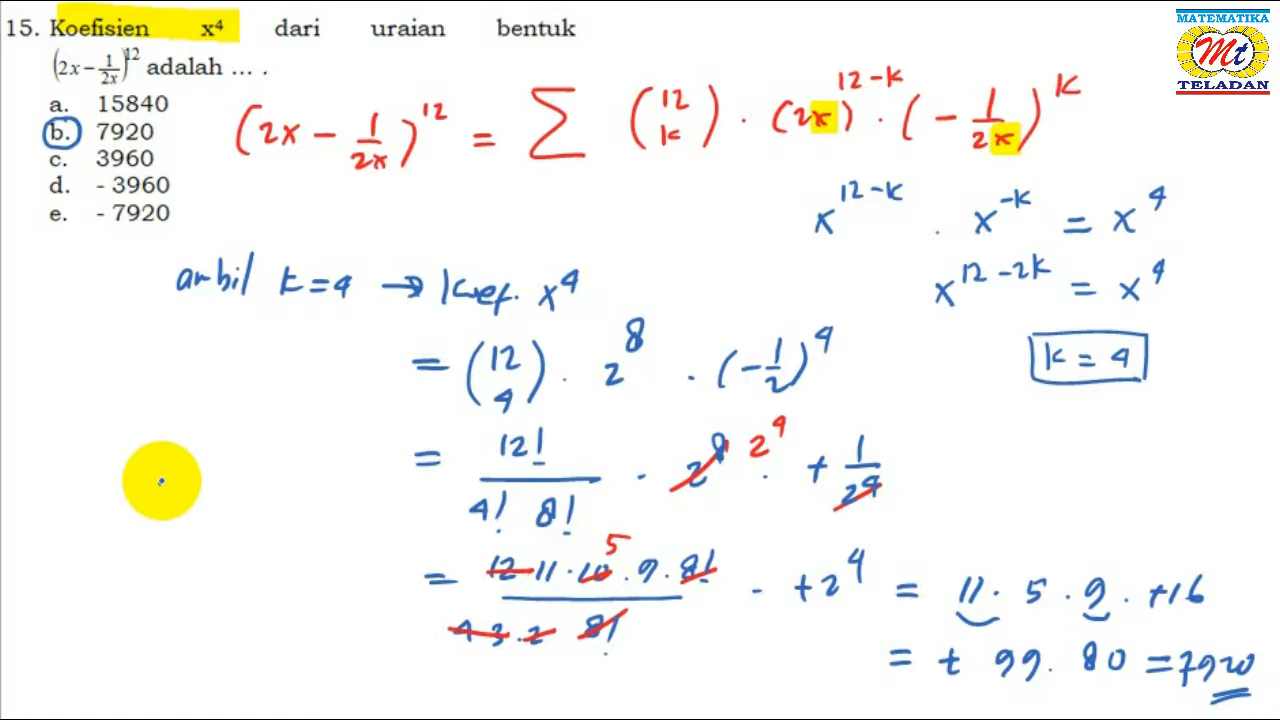 15. Koefisien x⁴ dari uraian bentuk
(2x - 1/2x)¹² adalah ... .
a. 15840
b. 7920
c. 3960
d. - 3960
e. - 7920
MATEMATIKA
Mt
TELADAN
(2x - 1/2x)¹² = Σ (12 K) . (2x)^(12-K) . (- 1/2x)^K
x^(12-K) . x^(-K) = x⁴
x^(12-2K) = x⁴
K = 4
ambil K = 4 → Koef. x⁴
= (12 4) . 2⁸ . (- 1/2)⁴
= 12!/4! 8! . 2⁸ 2⁴ . + 1/2⁴
= 12 11 . 10 5 . 9 . 8!/4 3 . 2 8! . + 2⁴ = 11 . 5 . 9 . +16
= + 99 . 80 = 7920